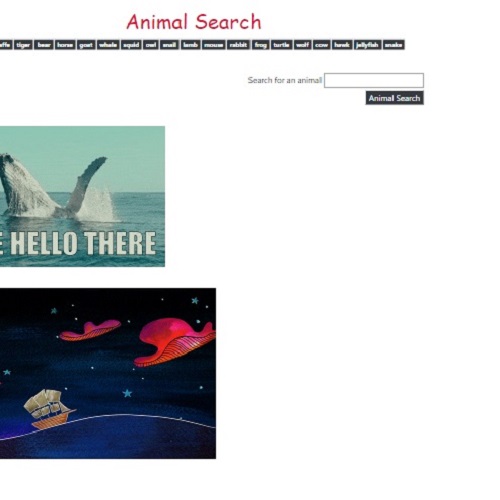 Animal Search
tiger bear horse goat whale squid owl snail lamb mouse rabbit frog turtle wolf cow hawk jellyfish snake
Search for an animal
Animal Search
HELLO THERE